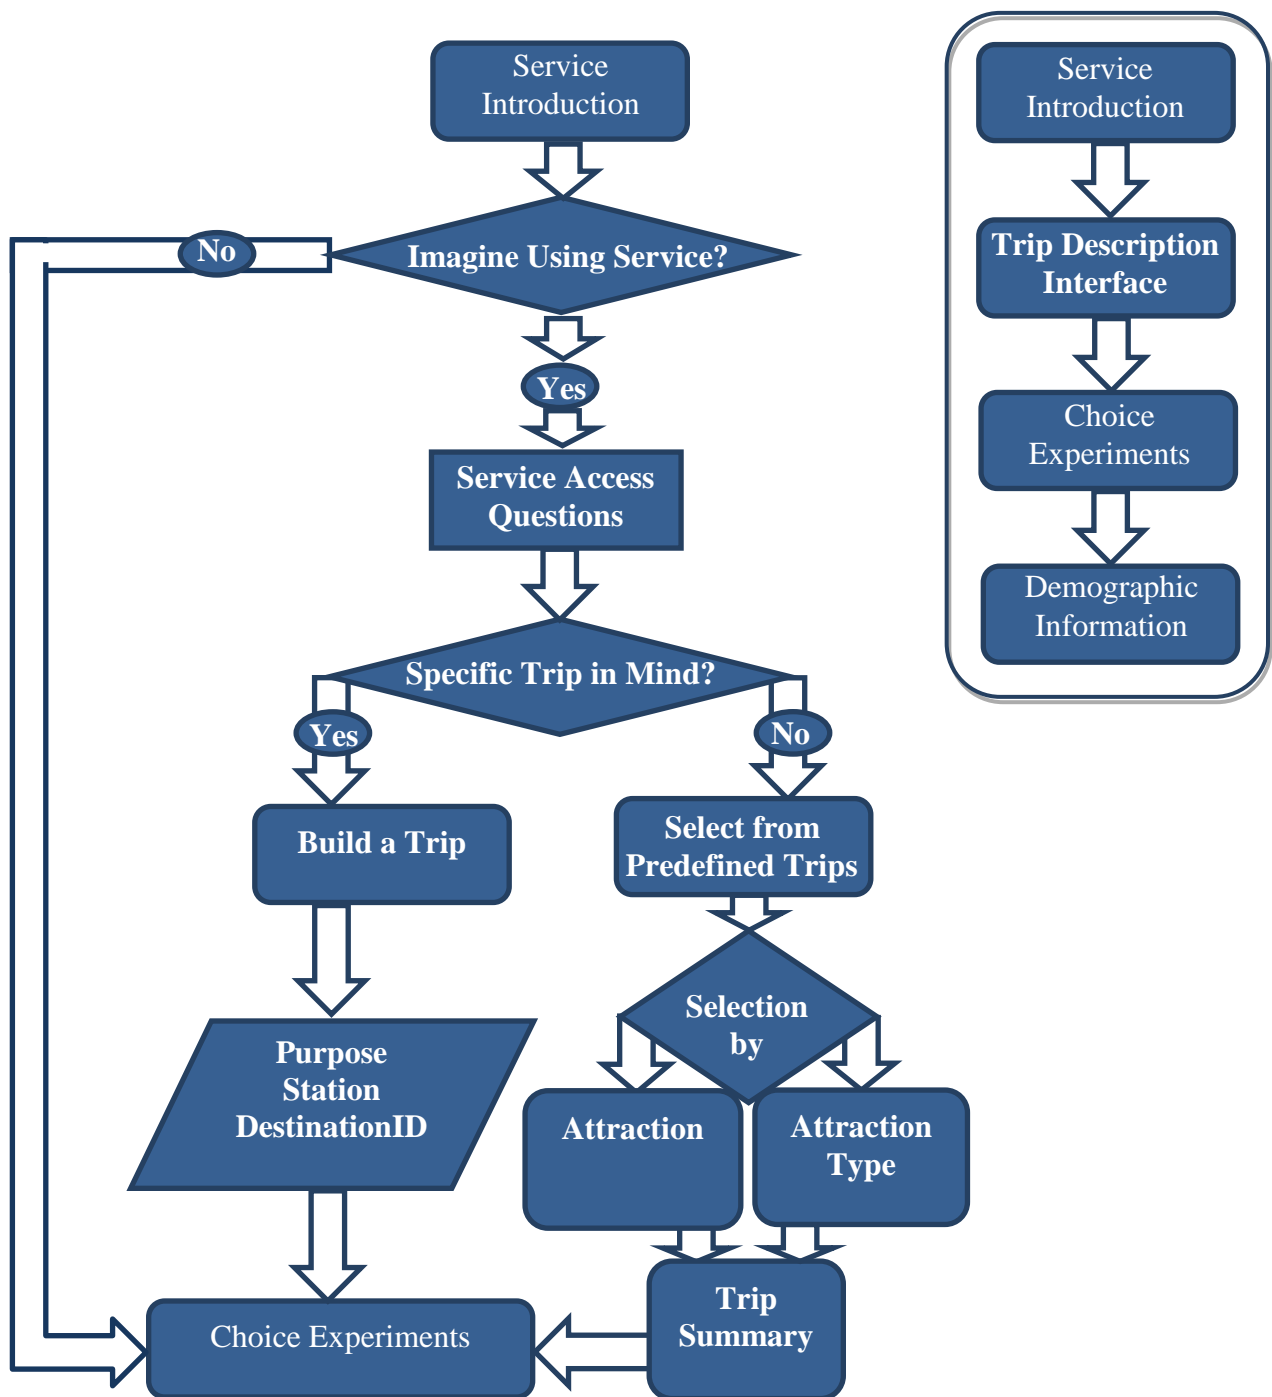 Service
Introduction
Imagine Using Service?
No
Yes
Service Access
Questions
Specific Trip in Mind?
Yes
No
Build a Trip
Select from
Predefined Trips
Purpose
Station
DestinationID
Selection
by
Attraction
Attraction
Type
Trip
Summary
Choice Experiments
Service
Introduction
Trip Description
Interface
Choice
Experiments
Demographic
Information